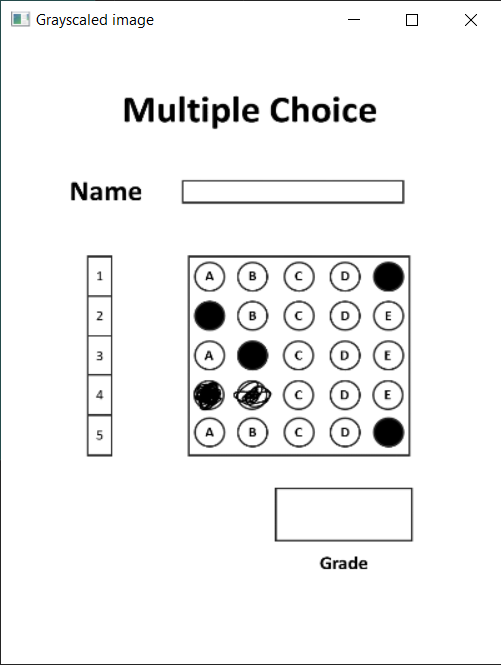 Grayscaled image
Multiple Choice
Name
1 A B C D
2 B C D E
3 A C D E
4 C D E
5 A B C D
Grade